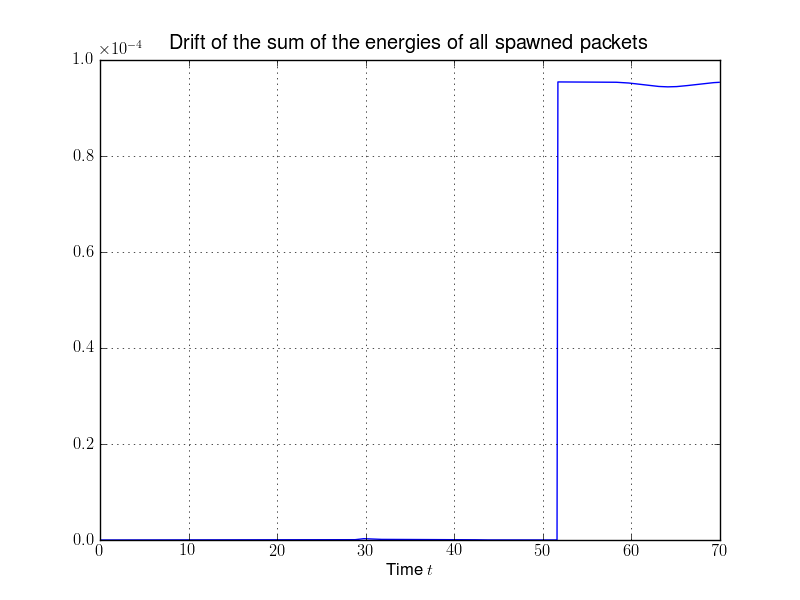 Drift of the sum of the energies of all spawned packets
×10⁻⁴
1.0
0.8
0.6
0.4
0.2
0.0
0 10 20 30 40 50 60 70
Time t